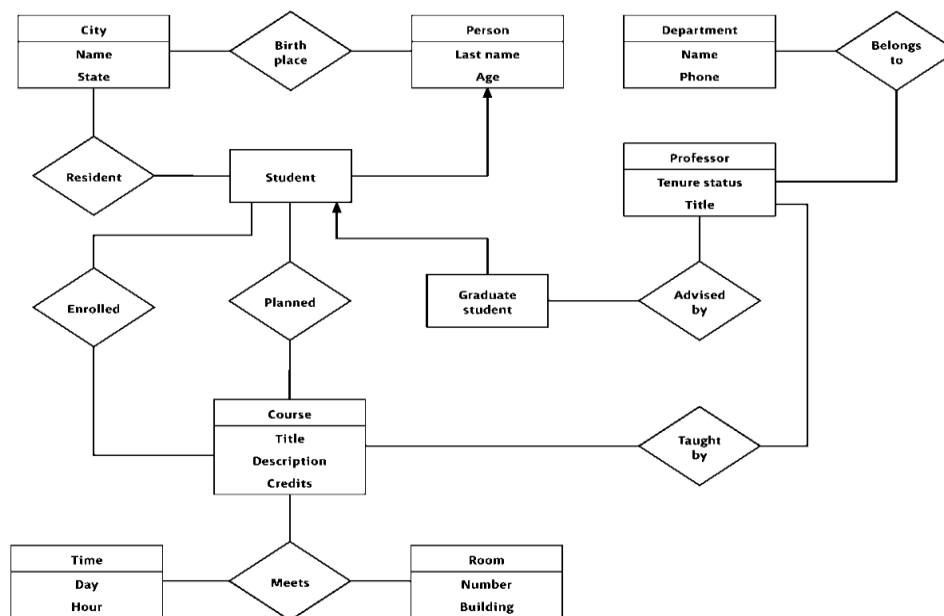 City
Name
State
Birth
place
Person
Last name
Age
Department
Name
Phone
Belongs
to
Resident
Student
Professor
Tenure status
Title
Enrolled
Planned
Graduate
student
Advised
by
Course
Title
Description
Credits
Taught
by
Time
Day
Hour
Meets
Room
Number
Building